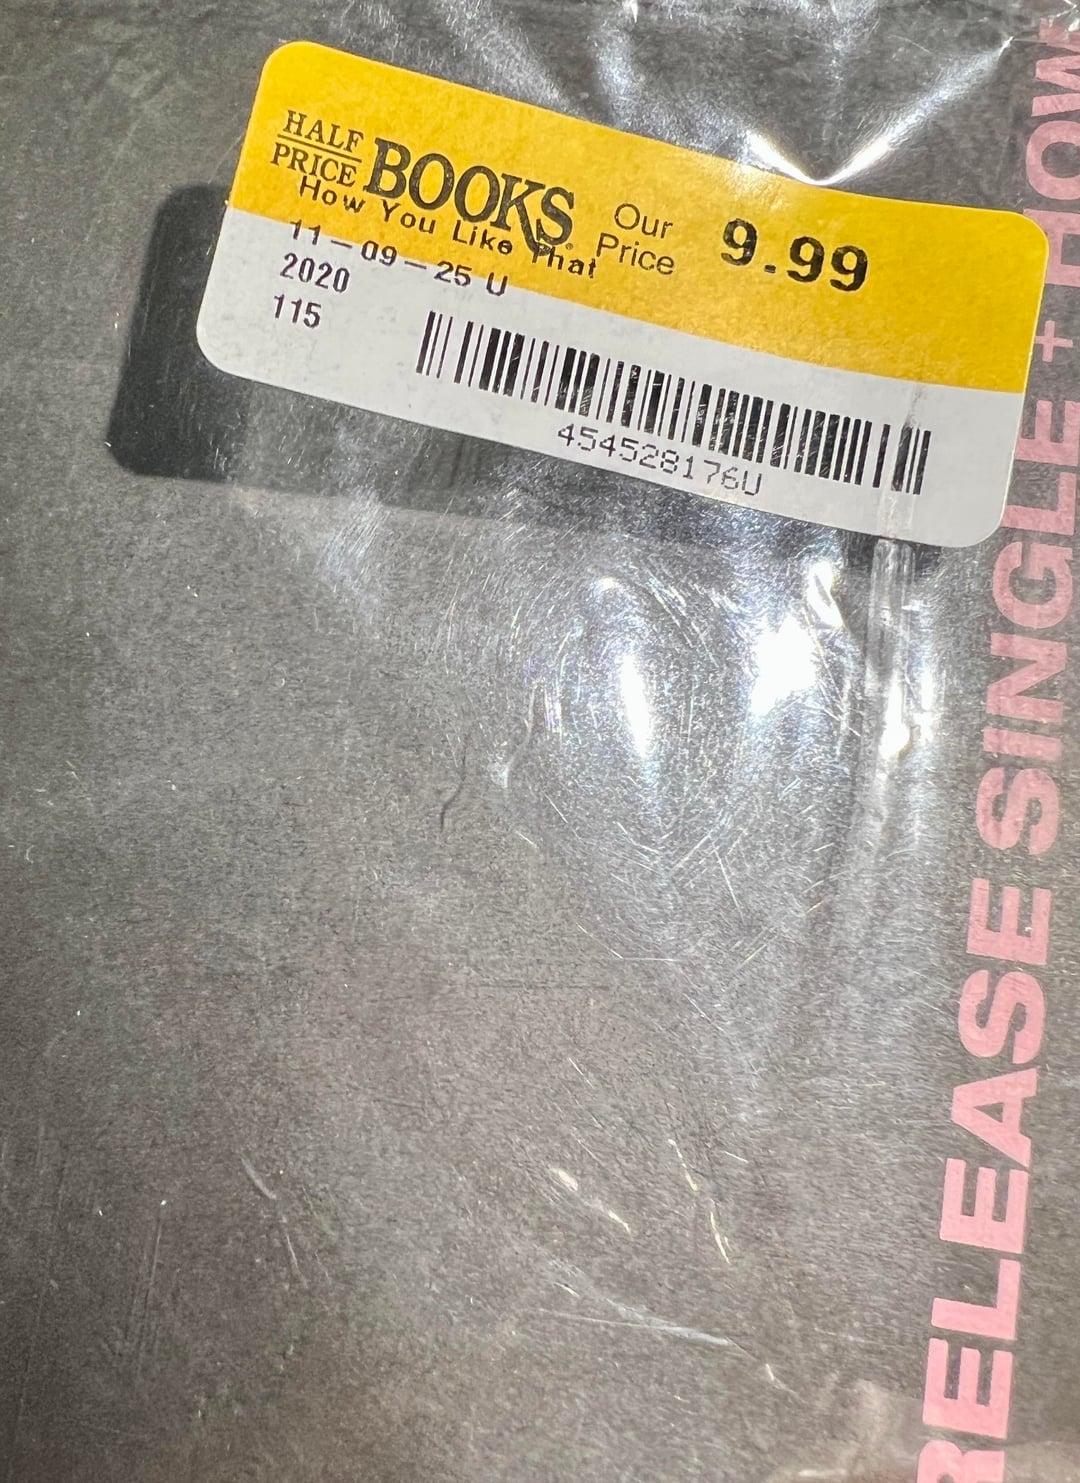 HALF
PRICE
BOOKS
How You Like That
Our
Price
9.99
11-09-25 U
2020
115
454528176U
RELEASE SINGLE + HOW